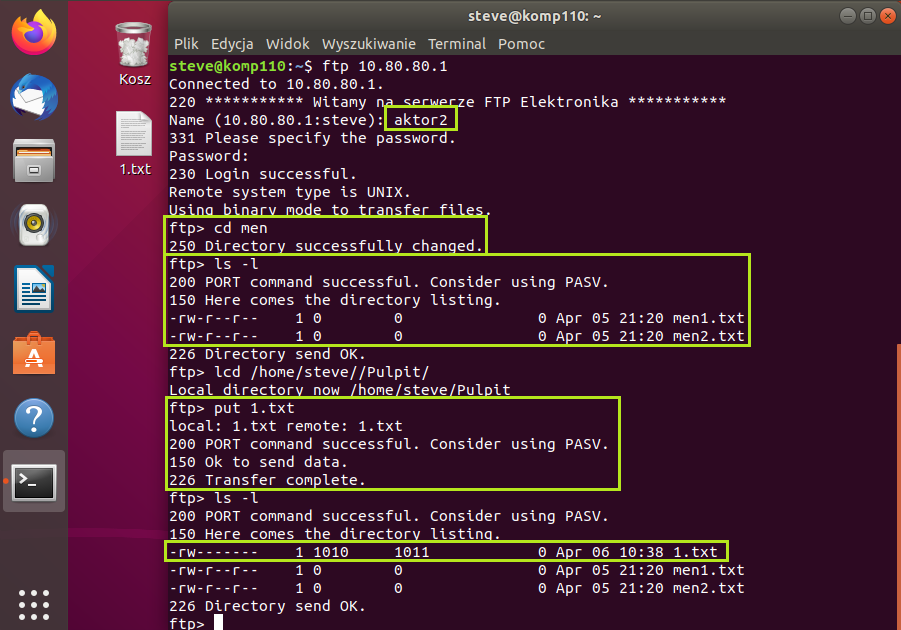 steve@komp110: ~
Plik Edycja Widok Wyszukiwanie Terminal Pomoc
Kosz
1.txt
steve@komp110:~$ ftp 10.80.80.1
Connected to 10.80.80.1.
220 *********** Witamy na serwerze FTP Elektronika ***********
Name (10.80.80.1:steve): aktor2
331 Please specify the password.
Password:
230 Login successful.
Remote system type is UNIX.
Using binary mode to transfer files.
ftp> cd men
250 Directory successfully changed.
ftp> ls -l
200 PORT command successful. Consider using PASV.
150 Here comes the directory listing.
-rw-r--r--    1 0        0               0 Apr 05 21:20 men1.txt
-rw-r--r--    1 0        0               0 Apr 05 21:20 men2.txt
226 Directory send OK.
ftp> lcd /home/steve//Pulpit/
Local directory now /home/steve/Pulpit
ftp> put 1.txt
local: 1.txt remote: 1.txt
200 PORT command successful. Consider using PASV.
150 Ok to send data.
226 Transfer complete.
ftp> ls -l
200 PORT command successful. Consider using PASV.
150 Here comes the directory listing.
-rw-------    1 1010     1011            0 Apr 06 10:38 1.txt
-rw-r--r--    1 0        0               0 Apr 05 21:20 men1.txt
-rw-r--r--    1 0        0               0 Apr 05 21:20 men2.txt
226 Directory send OK.
ftp>